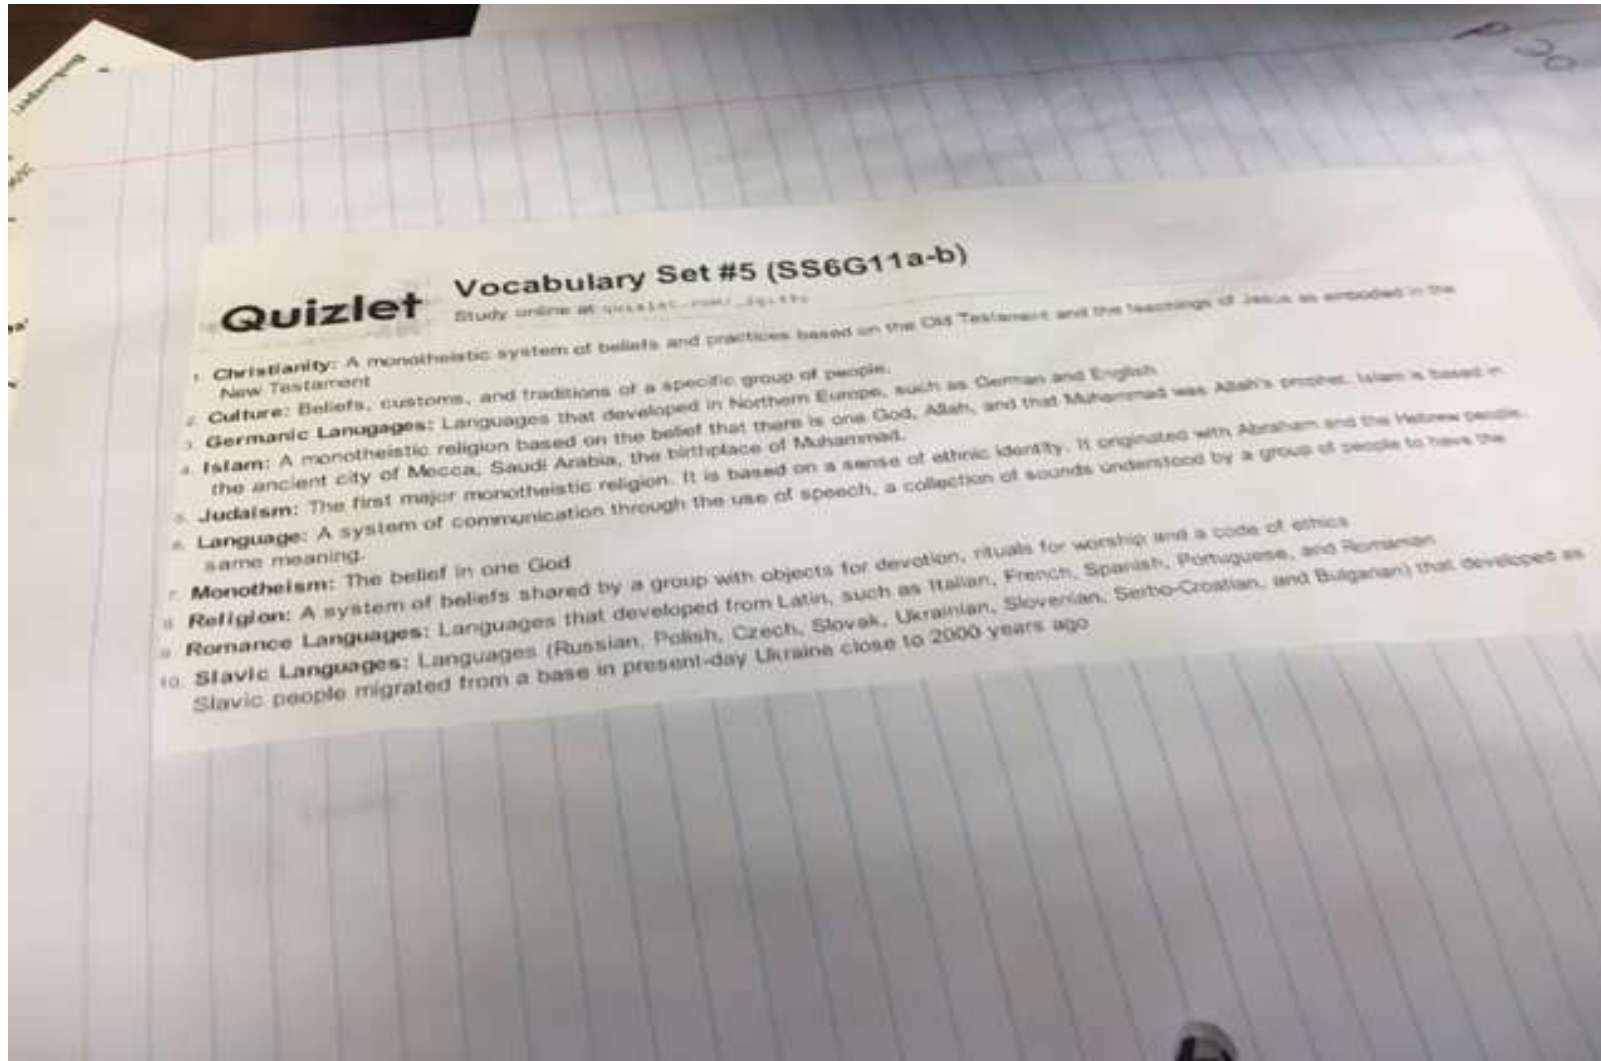 P 20
Quizlet
Vocabulary Set #5 (SS6G11a-b)
Study online at
1. Christianity: A monotheistic system of beliefs and practices based on the Old Testament and the teachings of Jesus as embodied in the
New Testament
2. Culture: Beliefs, customs, and traditions of a specific group of people.
3. Germanic Lanugages: Languages that developed in Northern Europe, such as German and English
4. Islam: A monotheistic religion based on the belief that there is one God, Allah, and that Muhammad was Allah's prophet. Islam is based in
the ancient city of Mecca, Saudi Arabia, the birthplace of Muhammad.
5. Judaism: The first major monotheistic religion. It is based on a sense of ethnic identity. It originated with Abraham and the Hebrew people.
6. Language: A system of communication through the use of speech, a collection of sounds understood by a group of people to have the
same meaning.
7. Monotheism: The belief in one God
8. Religion: A system of beliefs shared by a group with objects for devotion, rituals for worship and a code of ethics
9. Romance Languages: Languages that developed from Latin, such as Italian, French, Spanish, Portuguese, and Romanian
10. Slavic Languages: Languages (Russian, Polish, Czech, Slovak, Ukrainian, Slovenian, Serbo-Croatian, and Bulgarian) that developed as
Slavic people migrated from a base in present-day Ukraine close to 2000 years ago